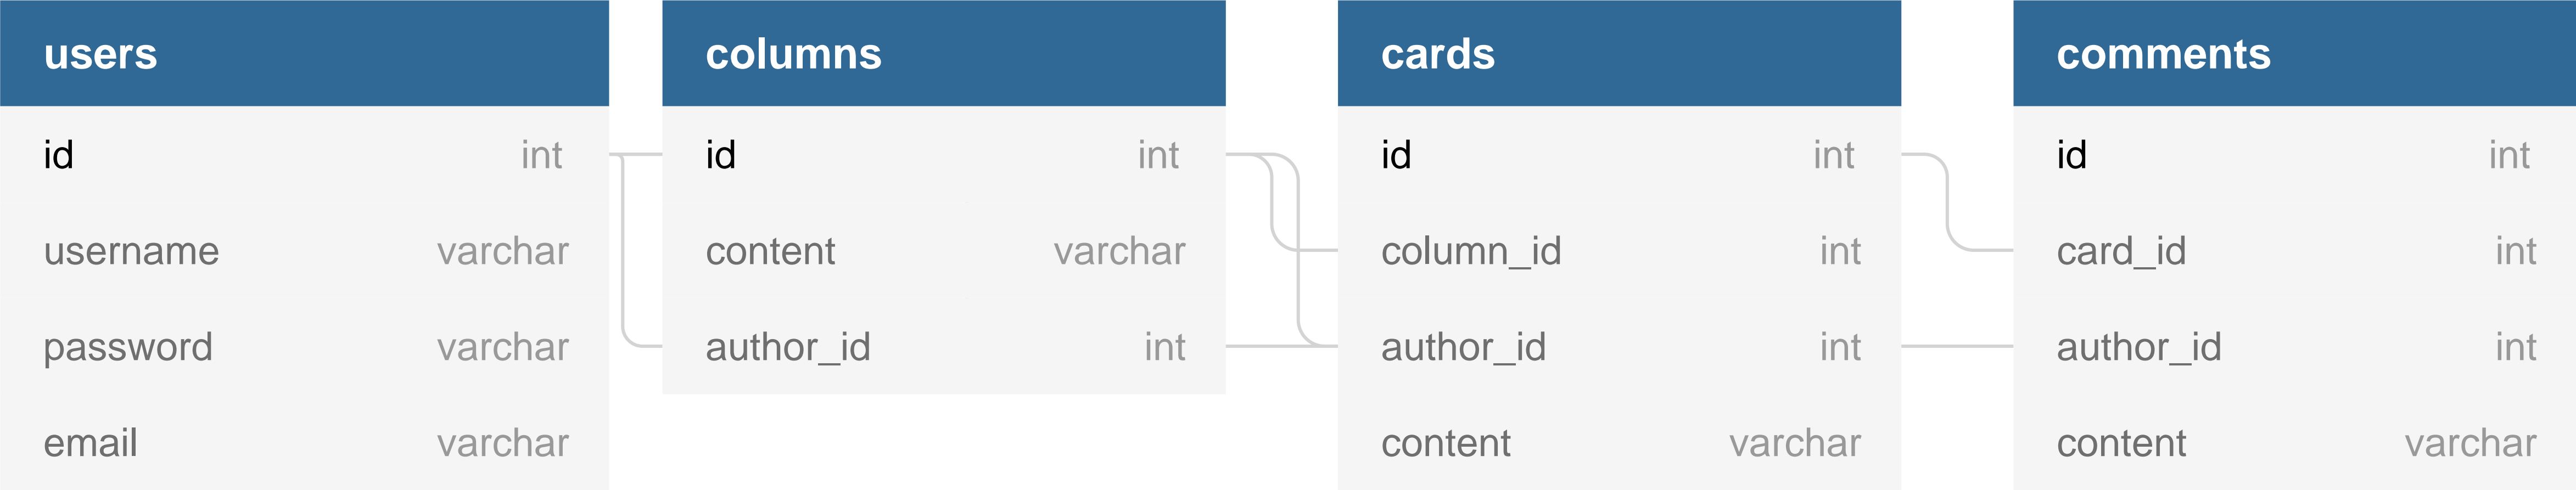 users
id int
username varchar
password varchar
email varchar
columns
id int
content varchar
author_id int
cards
id int
column_id int
author_id int
content varchar
comments
id int
card_id int
author_id int
content varchar